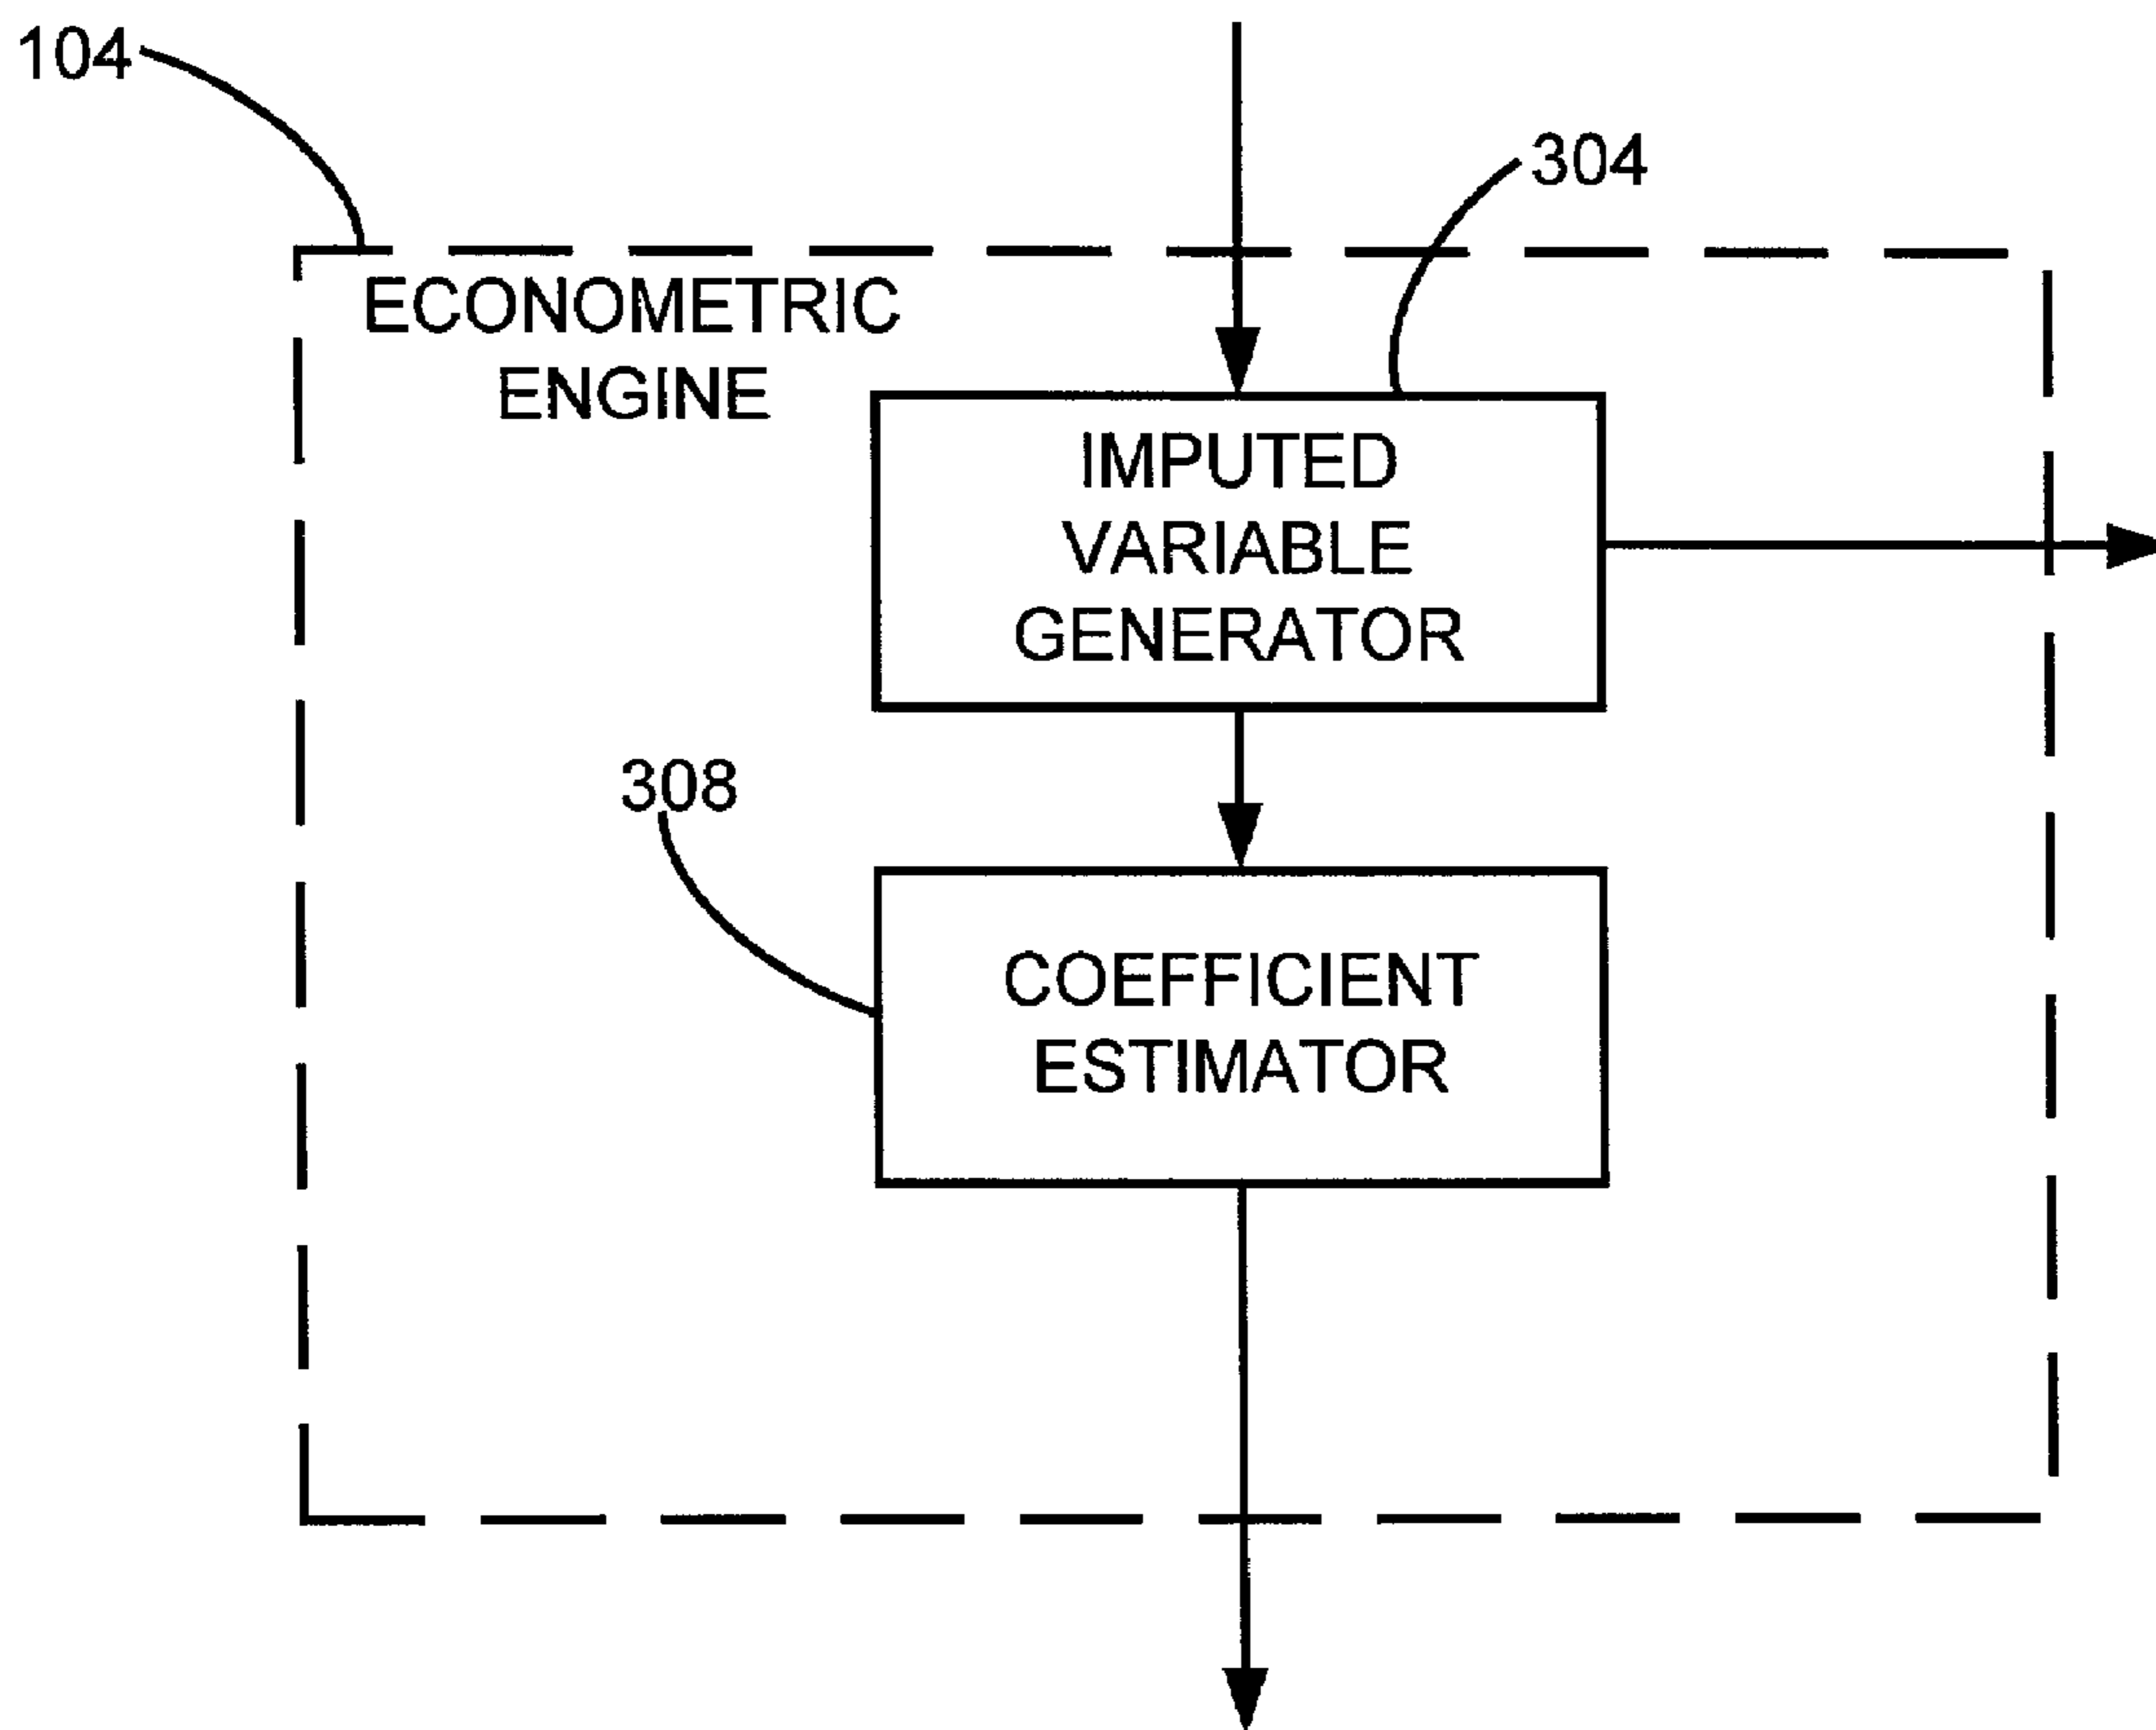 104
304
ECONOMETRIC
ENGINE
IMPUTED
VARIABLE
GENERATOR
308
COEFFICIENT
ESTIMATOR